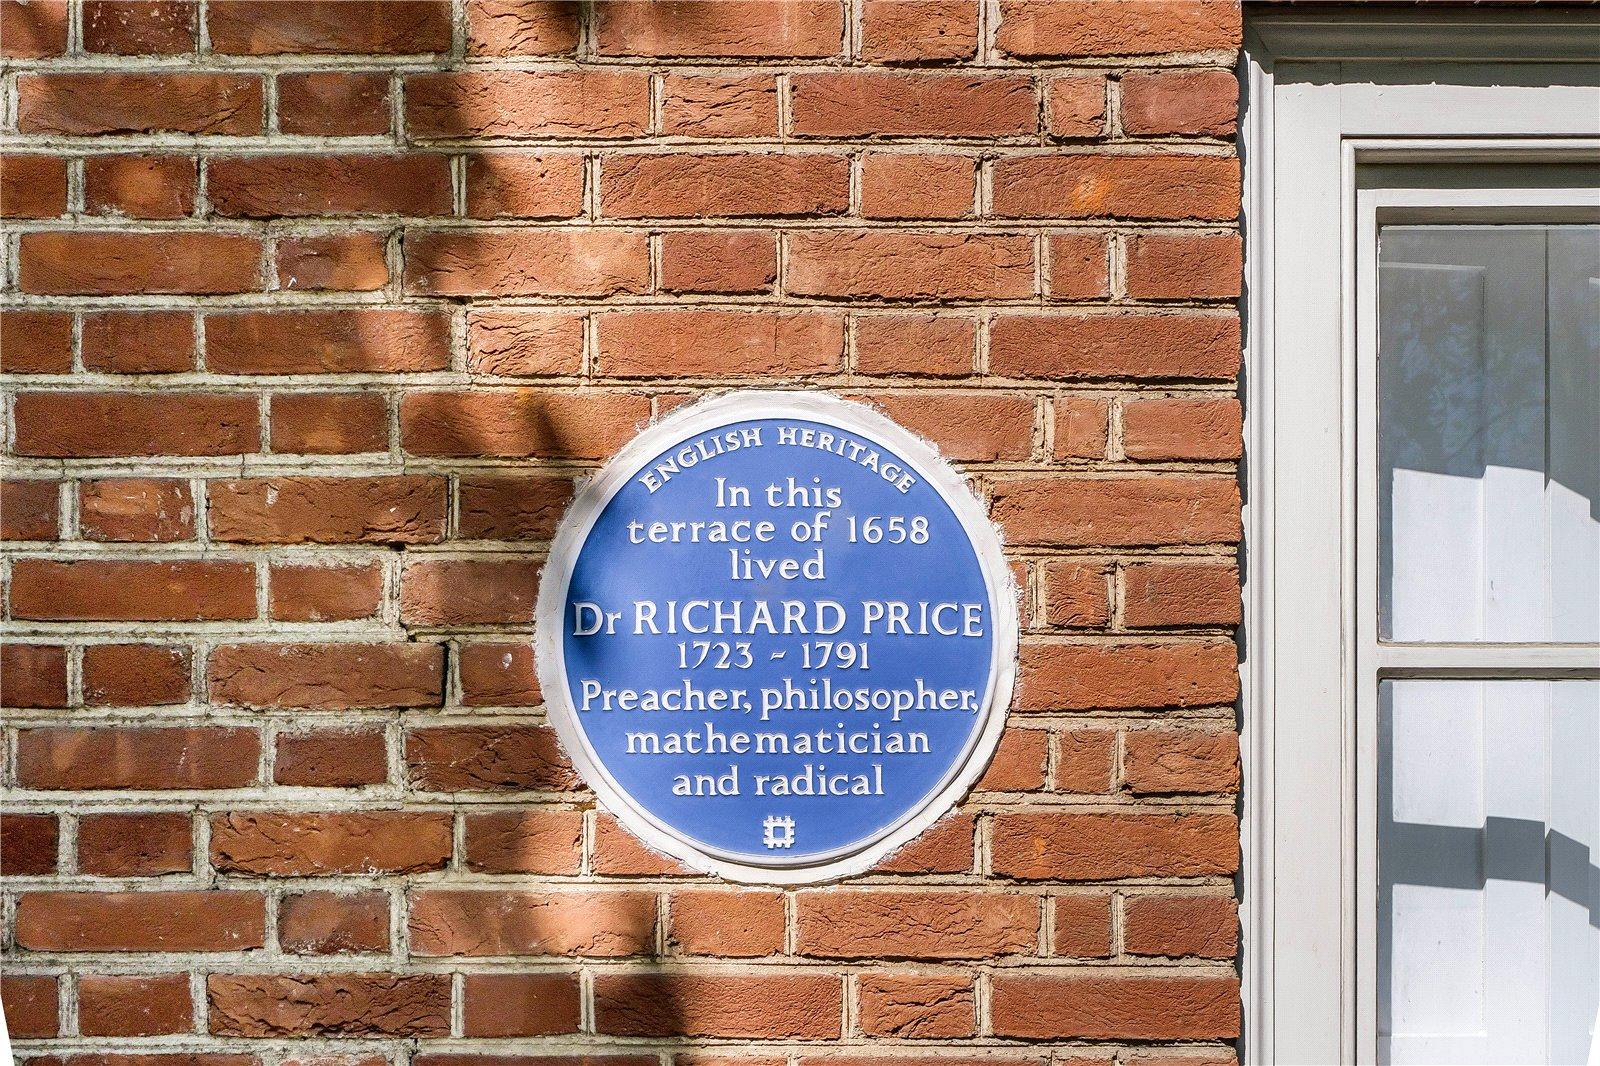 ENGLISH HERITAGE
In this
terrace of 1658
lived
Dr RICHARD PRICE
1723 - 1791
Preacher, philosopher,
mathematician
and radical